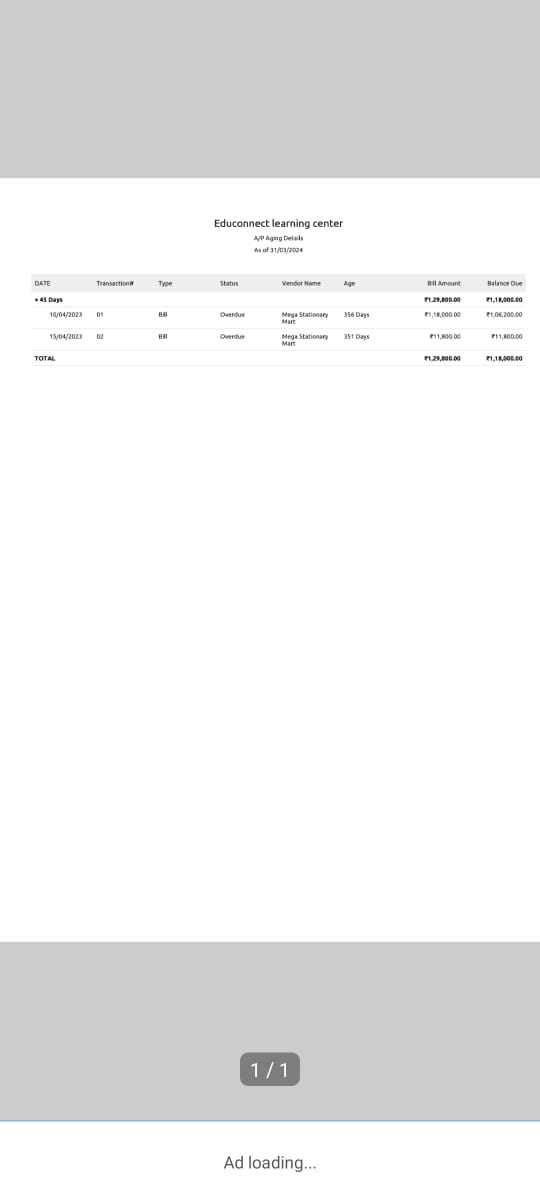 Educonnect learning center
A/P Aging Details
As of 31/03/2024
DATE Transaction# Type Status Vendor Name Age Bill Amount Balance Due
> 45 Days ₹1,29,800.00 ₹1,18,000.00
10/04/2023 01 Bill Overdue Mega Stationary Mart 356 Days ₹1,18,000.00 ₹1,06,200.00
15/04/2023 02 Bill Overdue Mega Stationary Mart 351 Days ₹11,800.00 ₹11,800.00
TOTAL ₹1,29,800.00 ₹1,18,000.00
1 / 1
Ad loading...